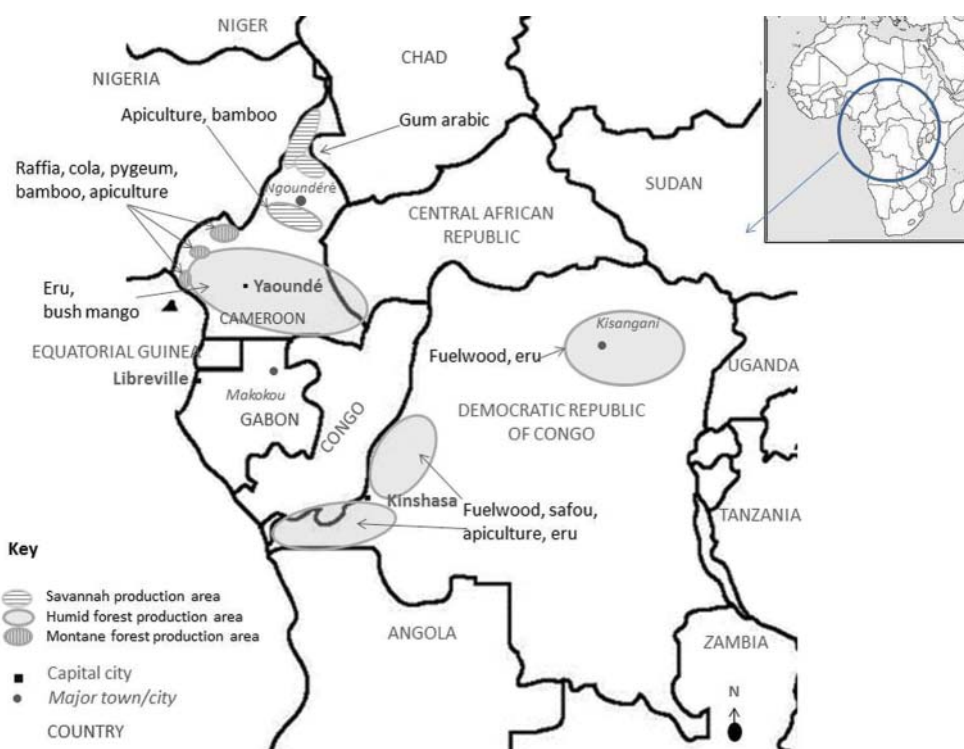 NIGER
CHAD
NIGERIA
Apiculture, bamboo
Gum arabic
Raffia, cola, pygeum,
bamboo, apiculture
Ngoundéré
SUDAN
CENTRAL AFRICAN
REPUBLIC
Eru,
bush mango
Yaoundé
CAMEROON
Kisangani
EQUATORIAL GUINEA
Fuelwood, eru
UGANDA
Libreville
Makokou
GABON
CONGO
DEMOCRATIC REPUBLIC
OF CONGO
Kinshasa
Fuelwood, safou,
apiculture, eru
TANZANIA
Key
Savannah production area
Humid forest production area
Montane forest production area
ANGOLA
ZAMBIA
Capital city
Major town/city
N
COUNTRY